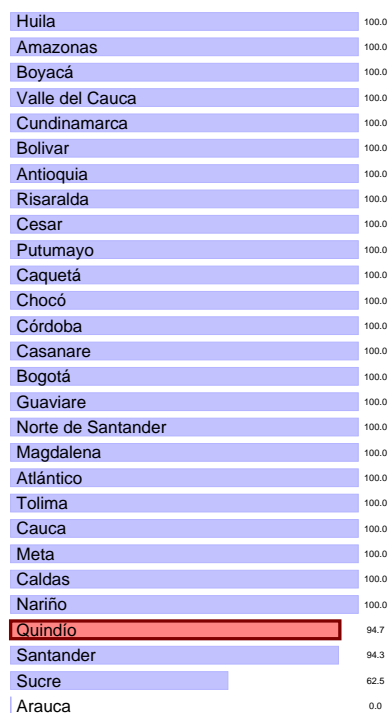 Huila 100.0
Amazonas 100.0
Boyacá 100.0
Valle del Cauca 100.0
Cundinamarca 100.0
Bolivar 100.0
Antioquia 100.0
Risaralda 100.0
Cesar 100.0
Putumayo 100.0
Caquetá 100.0
Chocó 100.0
Córdoba 100.0
Casanare 100.0
Bogotá 100.0
Guaviare 100.0
Norte de Santander 100.0
Magdalena 100.0
Atlántico 100.0
Tolima 100.0
Cauca 100.0
Meta 100.0
Caldas 100.0
Nariño 100.0
Quindío 94.7
Santander 94.3
Sucre 62.5
Arauca 0.0